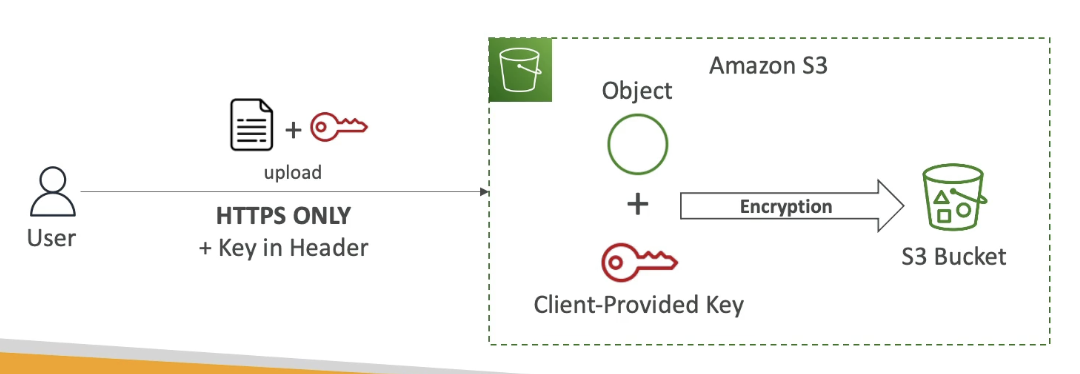 Amazon S3
Object
+
upload
HTTPS ONLY
+ Key in Header
User
+
Encryption
S3 Bucket
Client-Provided Key